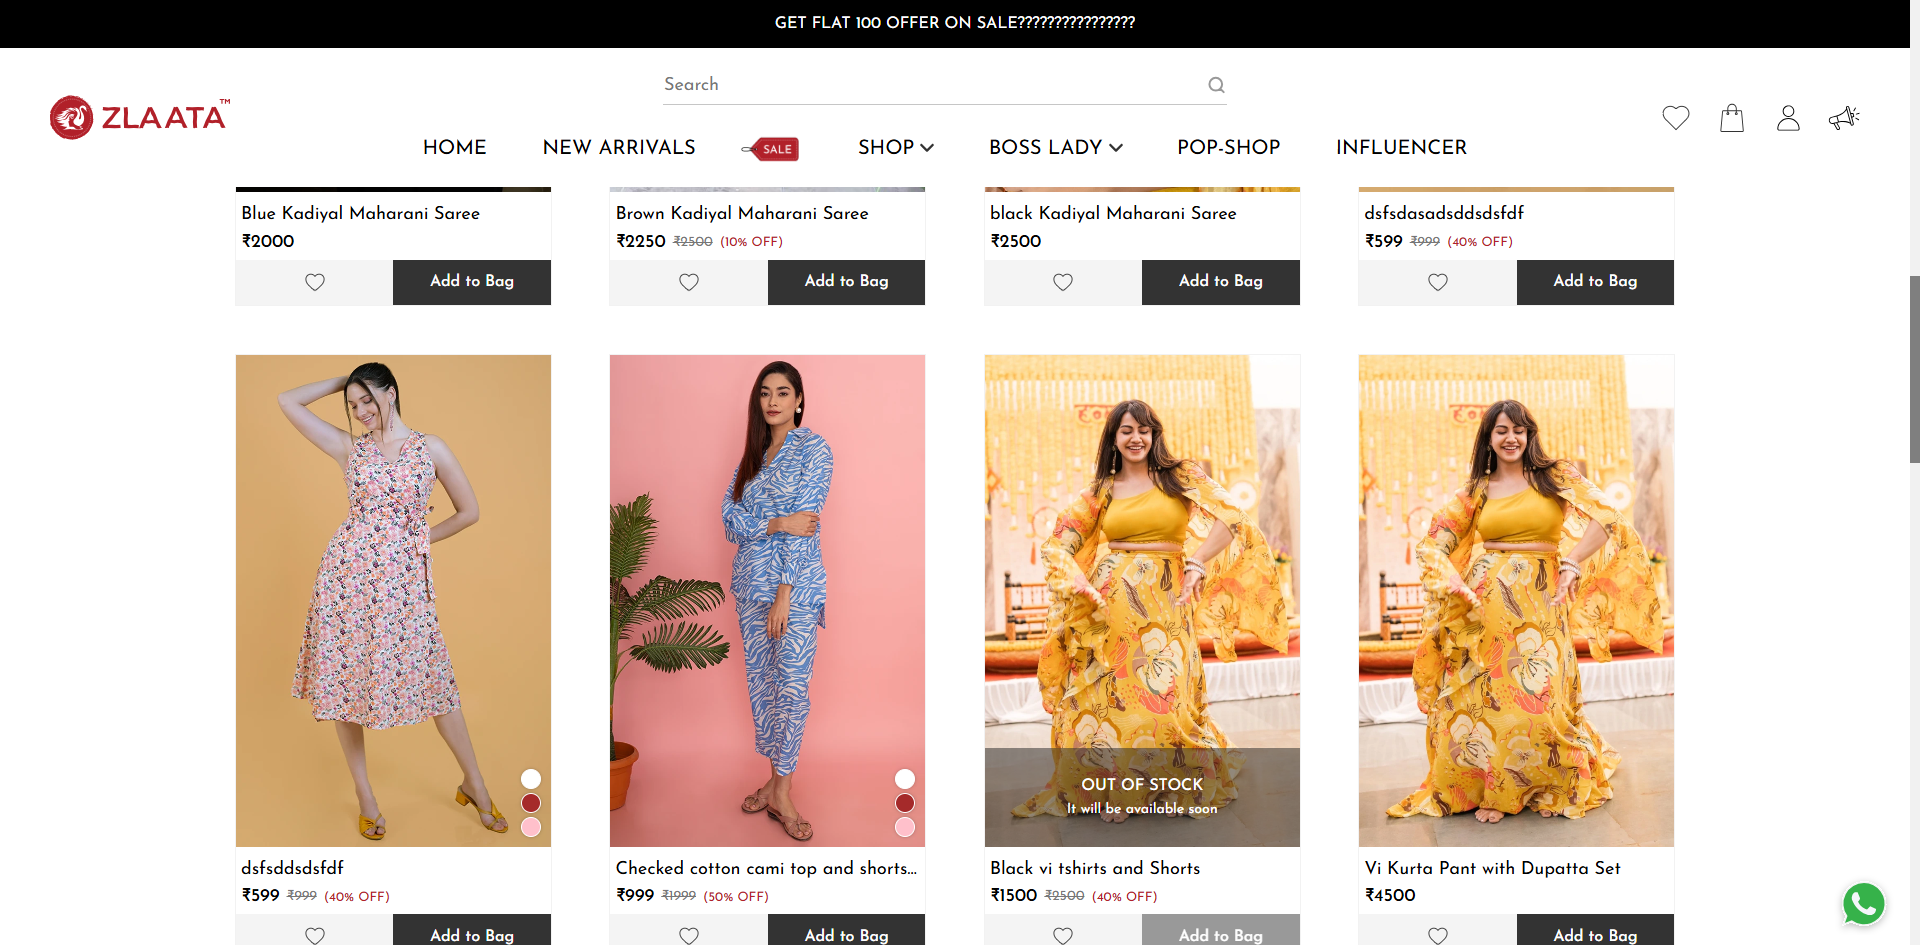 GET FLAT 100 OFFER ON SALE????????????????
Search
ZLAATA™
HOME NEW ARRIVALS SALE SHOP BOSS LADY POP-SHOP INFLUENCER
Blue Kadiyal Maharani Saree
₹2000
Add to Bag
Brown Kadiyal Maharani Saree
₹2250 ₹2500 (10% OFF)
Add to Bag
black Kadiyal Maharani Saree
₹2500
Add to Bag
dsfsdasadsddsdsfdf
₹599 ₹999 (40% OFF)
Add to Bag
dsfsddsdsfdf
₹599 ₹999 (40% OFF)
Add to Bag
Checked cotton cami top and shorts...
₹999 ₹1999 (50% OFF)
Add to Bag
OUT OF STOCK
It will be available soon
Black vi tshirts and Shorts
₹1500 ₹2500 (40% OFF)
Add to Bag
Vi Kurta Pant with Dupatta Set
₹4500
Add to Bag